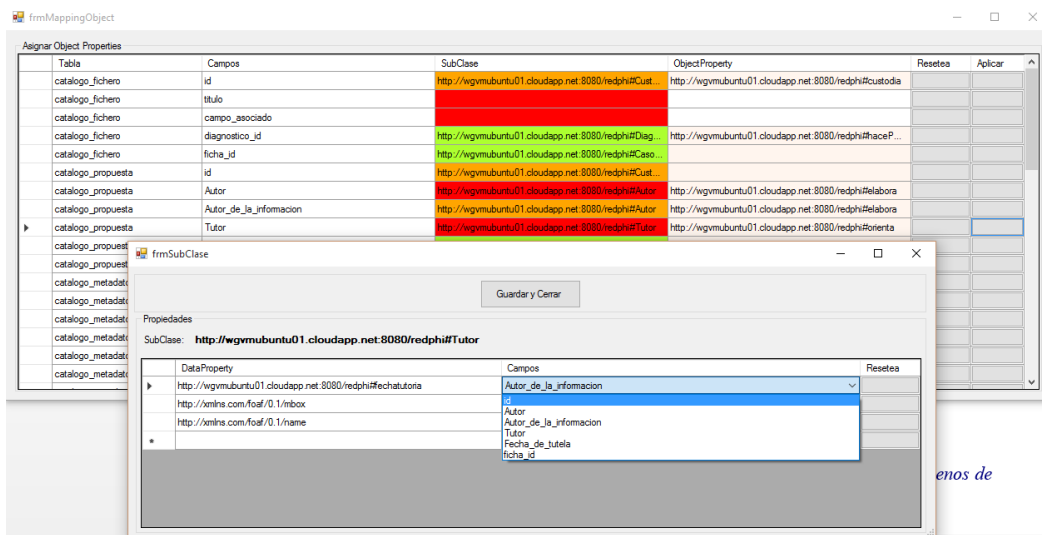 frmMappingObject
Asignar Object Properties
Tabla Campos SubClase ObjectProperty Resetea Aplicar
catalogo_fichero id http://wgvmubuntu01.cloudapp.net:8080/redphi#Cust... http://wgvmubuntu01.cloudapp.net:8080/redphi#custodia
catalogo_fichero titulo
catalogo_fichero campo_asociado
catalogo_fichero diagnostico_id http://wgvmubuntu01.cloudapp.net:8080/redphi#Diag... http://wgvmubuntu01.cloudapp.net:8080/redphi#haceP...
catalogo_fichero ficha_id http://wgvmubuntu01.cloudapp.net:8080/redphi#Caso...
catalogo_propuesta id http://wgvmubuntu01.cloudapp.net:8080/redphi#Cust...
catalogo_propuesta Autor http://wgvmubuntu01.cloudapp.net:8080/redphi#Autor http://wgvmubuntu01.cloudapp.net:8080/redphi#elabora
catalogo_propuesta Autor_de_la_informacion http://wgvmubuntu01.cloudapp.net:8080/redphi#Autor http://wgvmubuntu01.cloudapp.net:8080/redphi#elabora
catalogo_propuesta Tutor http://wgvmubuntu01.cloudapp.net:8080/redphi#Tutor http://wgvmubuntu01.cloudapp.net:8080/redphi#orienta
catalogo_propuest
catalogo_propuest
catalogo_metadato
catalogo_metadato
catalogo_metadato
catalogo_metadato
catalogo_metadato
catalogo_metadato
frmSubClase
Guardar y Cerrar
Propiedades
SubClase: http://wgvmubuntu01.cloudapp.net:8080/redphi#Tutor
DataProperty Campos Resetea
http://wgvmubuntu01.cloudapp.net:8080/redphi#fechatutoria Autor_de_la_informacion
http://xmlns.com/foaf/0.1/mbox
http://xmlns.com/foaf/0.1/name
id
Autor
Autor_de_la_informacion
Tutor
Fecha_de_tutela
ficha_id
enos de